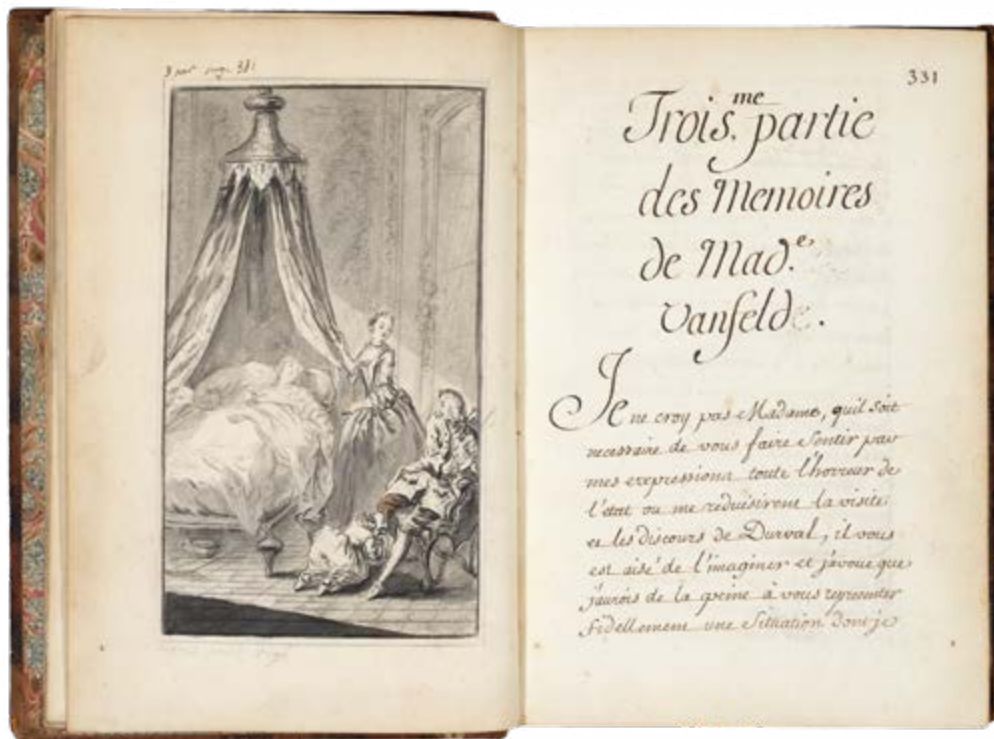 3 par. page 331
331
Trois.me partie
des Memoires
de Mad.e
Vanfelde.
Je ne croy pas Madame, quil soit
necessaire de vous faire Sentir par
mes expressions toute l'horreur de
l'état ou me reduisirent la visite
et les discours de Durval, il vous
est aisé de l'imaginer et j'avoue que
j'aurois de la peine à vous representer
fidellement une Situation dont je